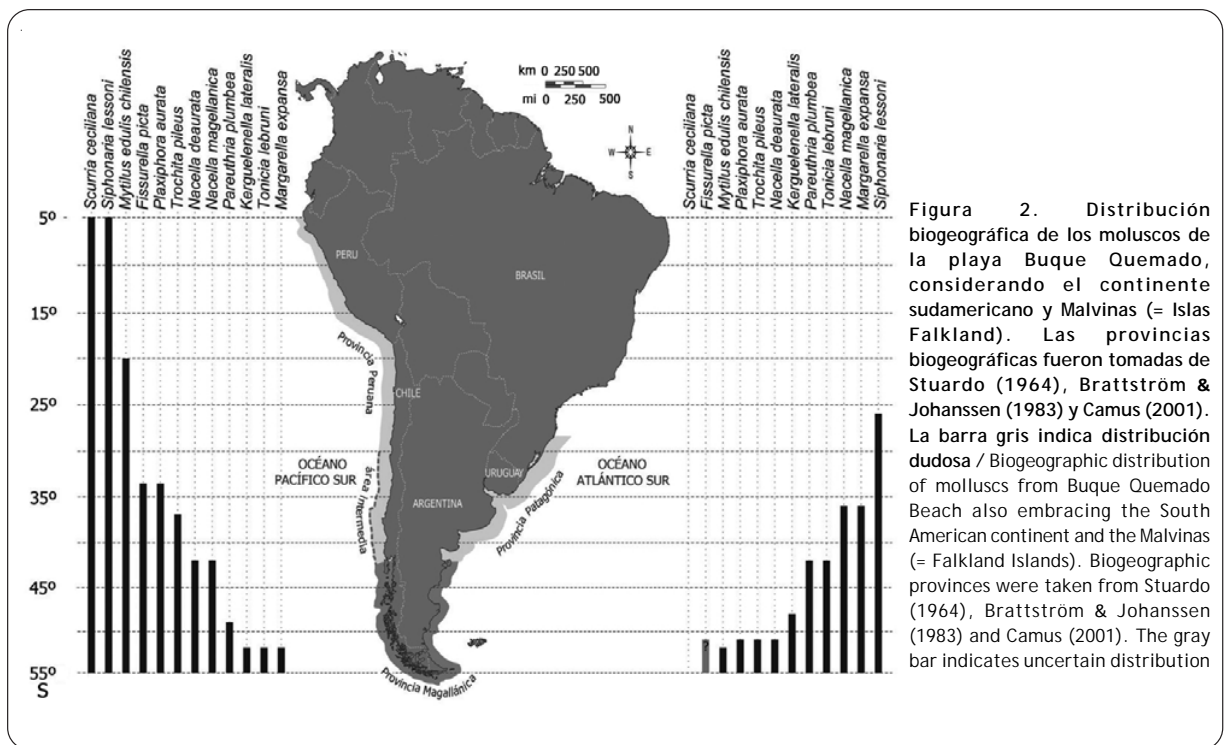 Scurria ceciliana
Siphonaria lessoni
Mytilus edulis chilensis
Fissurella picta
Plaxiphora aurata
Trochita pileus
Nacella deaurata
Nacella magellanica
Pareuthria plumbea
Kerguelenella lateralis
Tonicia lebruni
Margarella expansa
km 0 250 500
mi 0 250 500
N
W E
S
Scurria ceciliana
Fissurella picta
Mytilus edulis chilensis
Plaxiphora aurata
Trochita pileus
Nacella deaurata
Kerguelenella lateralis
Pareuthria plumbea
Tonicia lebruni
Nacella magellanica
Margarella expansa
Siphonaria lessoni
5º
15º
25º
35º
45º
55º
S
PERU
BRASIL
CHILE
URUGUAY
ARGENTINA
Provincia Peruana
área intermedia
Provincia Magallánica
Provincia Patagónica
OCÉANO
PACÍFICO SUR
OCÉANO
ATLÁNTICO SUR
?
Figura 2. Distribución
biogeográfica de los moluscos de
la playa Buque Quemado,
considerando el continente
sudamericano y Malvinas (= Islas
Falkland). Las provincias
biogeográficas fueron tomadas de
Stuardo (1964), Brattström &
Johanssen (1983) y Camus (2001).
La barra gris indica distribución
dudosa / Biogeographic distribution
of molluscs from Buque Quemado
Beach also embracing the South
American continent and the Malvinas
(= Falkland Islands). Biogeographic
provinces were taken from Stuardo
(1964), Brattström & Johanssen
(1983) and Camus (2001). The gray
bar indicates uncertain distribution